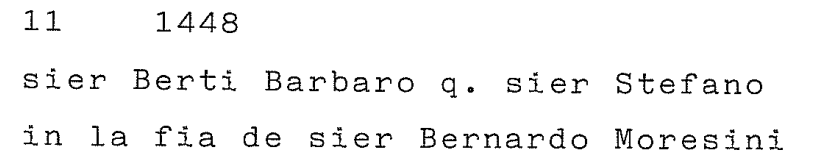 11 1448
sier Berti Barbaro q. sier Stefano
in la fia de sier Bernardo Moresini